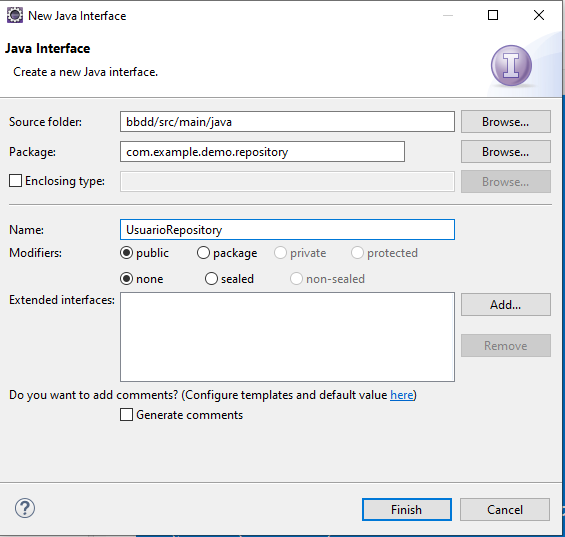 New Java Interface
Java Interface
Create a new Java interface.
I
Source folder: bbdd/src/main/java Browse...
Package: com.example.demo.repository Browse...
Enclosing type: Browse...
Name: UsuarioRepository
Modifiers: public package private protected
none sealed non-sealed
Extended interfaces: Add...
Remove
Do you want to add comments? (Configure templates and default value here)
Generate comments
? Finish Cancel